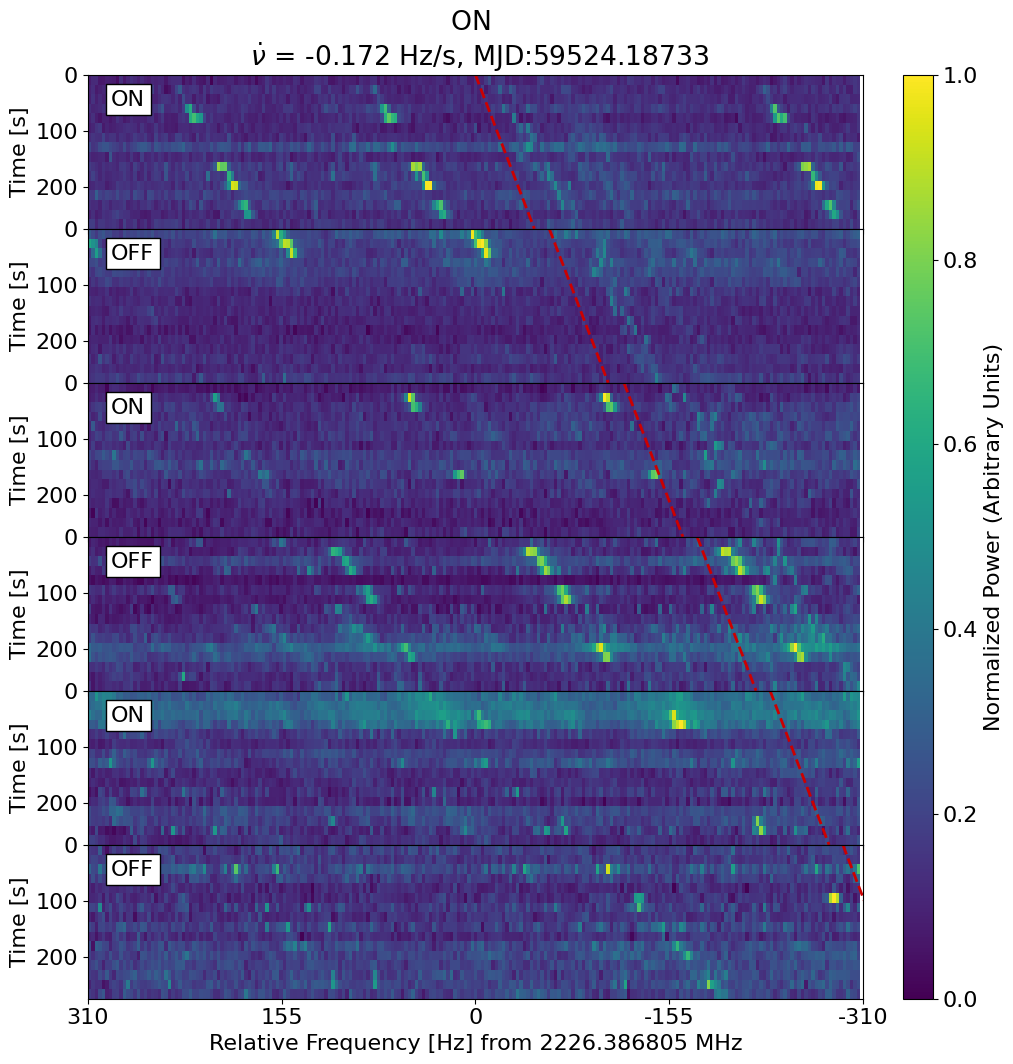 ON
ν̇ = -0.172 Hz/s, MJD:59524.18733
0
ON
100
200
Time [s]
0
OFF
100
200
Time [s]
0
ON
100
200
Time [s]
0
OFF
100
200
Time [s]
0
ON
100
200
Time [s]
0
OFF
100
200
Time [s]
310 155 0 -155 -310
Relative Frequency [Hz] from 2226.386805 MHz
1.0
0.8
0.6
0.4
0.2
0.0
Normalized Power (Arbitrary Units)